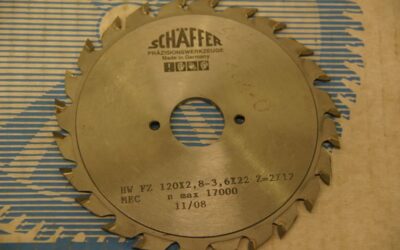 SCHÄFFER
PRÄZISIONSWERKZEUGE
Made in Germany
HW FZ 120X2,8-3,6X22 Z=2X12
MEC n max 17000
11/08